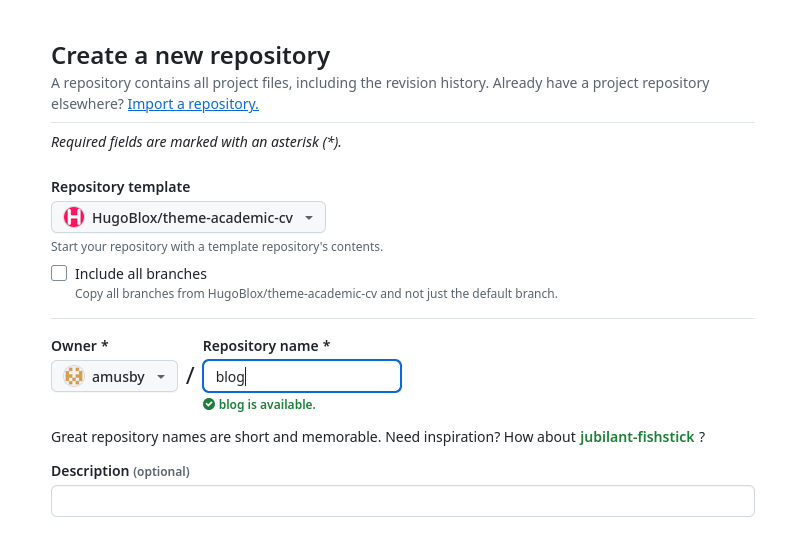 Create a new repository
A repository contains all project files, including the revision history. Already have a project repository
elsewhere? Import a repository.
Required fields are marked with an asterisk (*).
Repository template
HugoBlox/theme-academic-cv
Start your repository with a template repository's contents.
Include all branches
Copy all branches from HugoBlox/theme-academic-cv and not just the default branch.
Owner *
Repository name *
amusby
/
blog
blog is available.
Great repository names are short and memorable. Need inspiration? How about jubilant-fishstick ?
Description (optional)